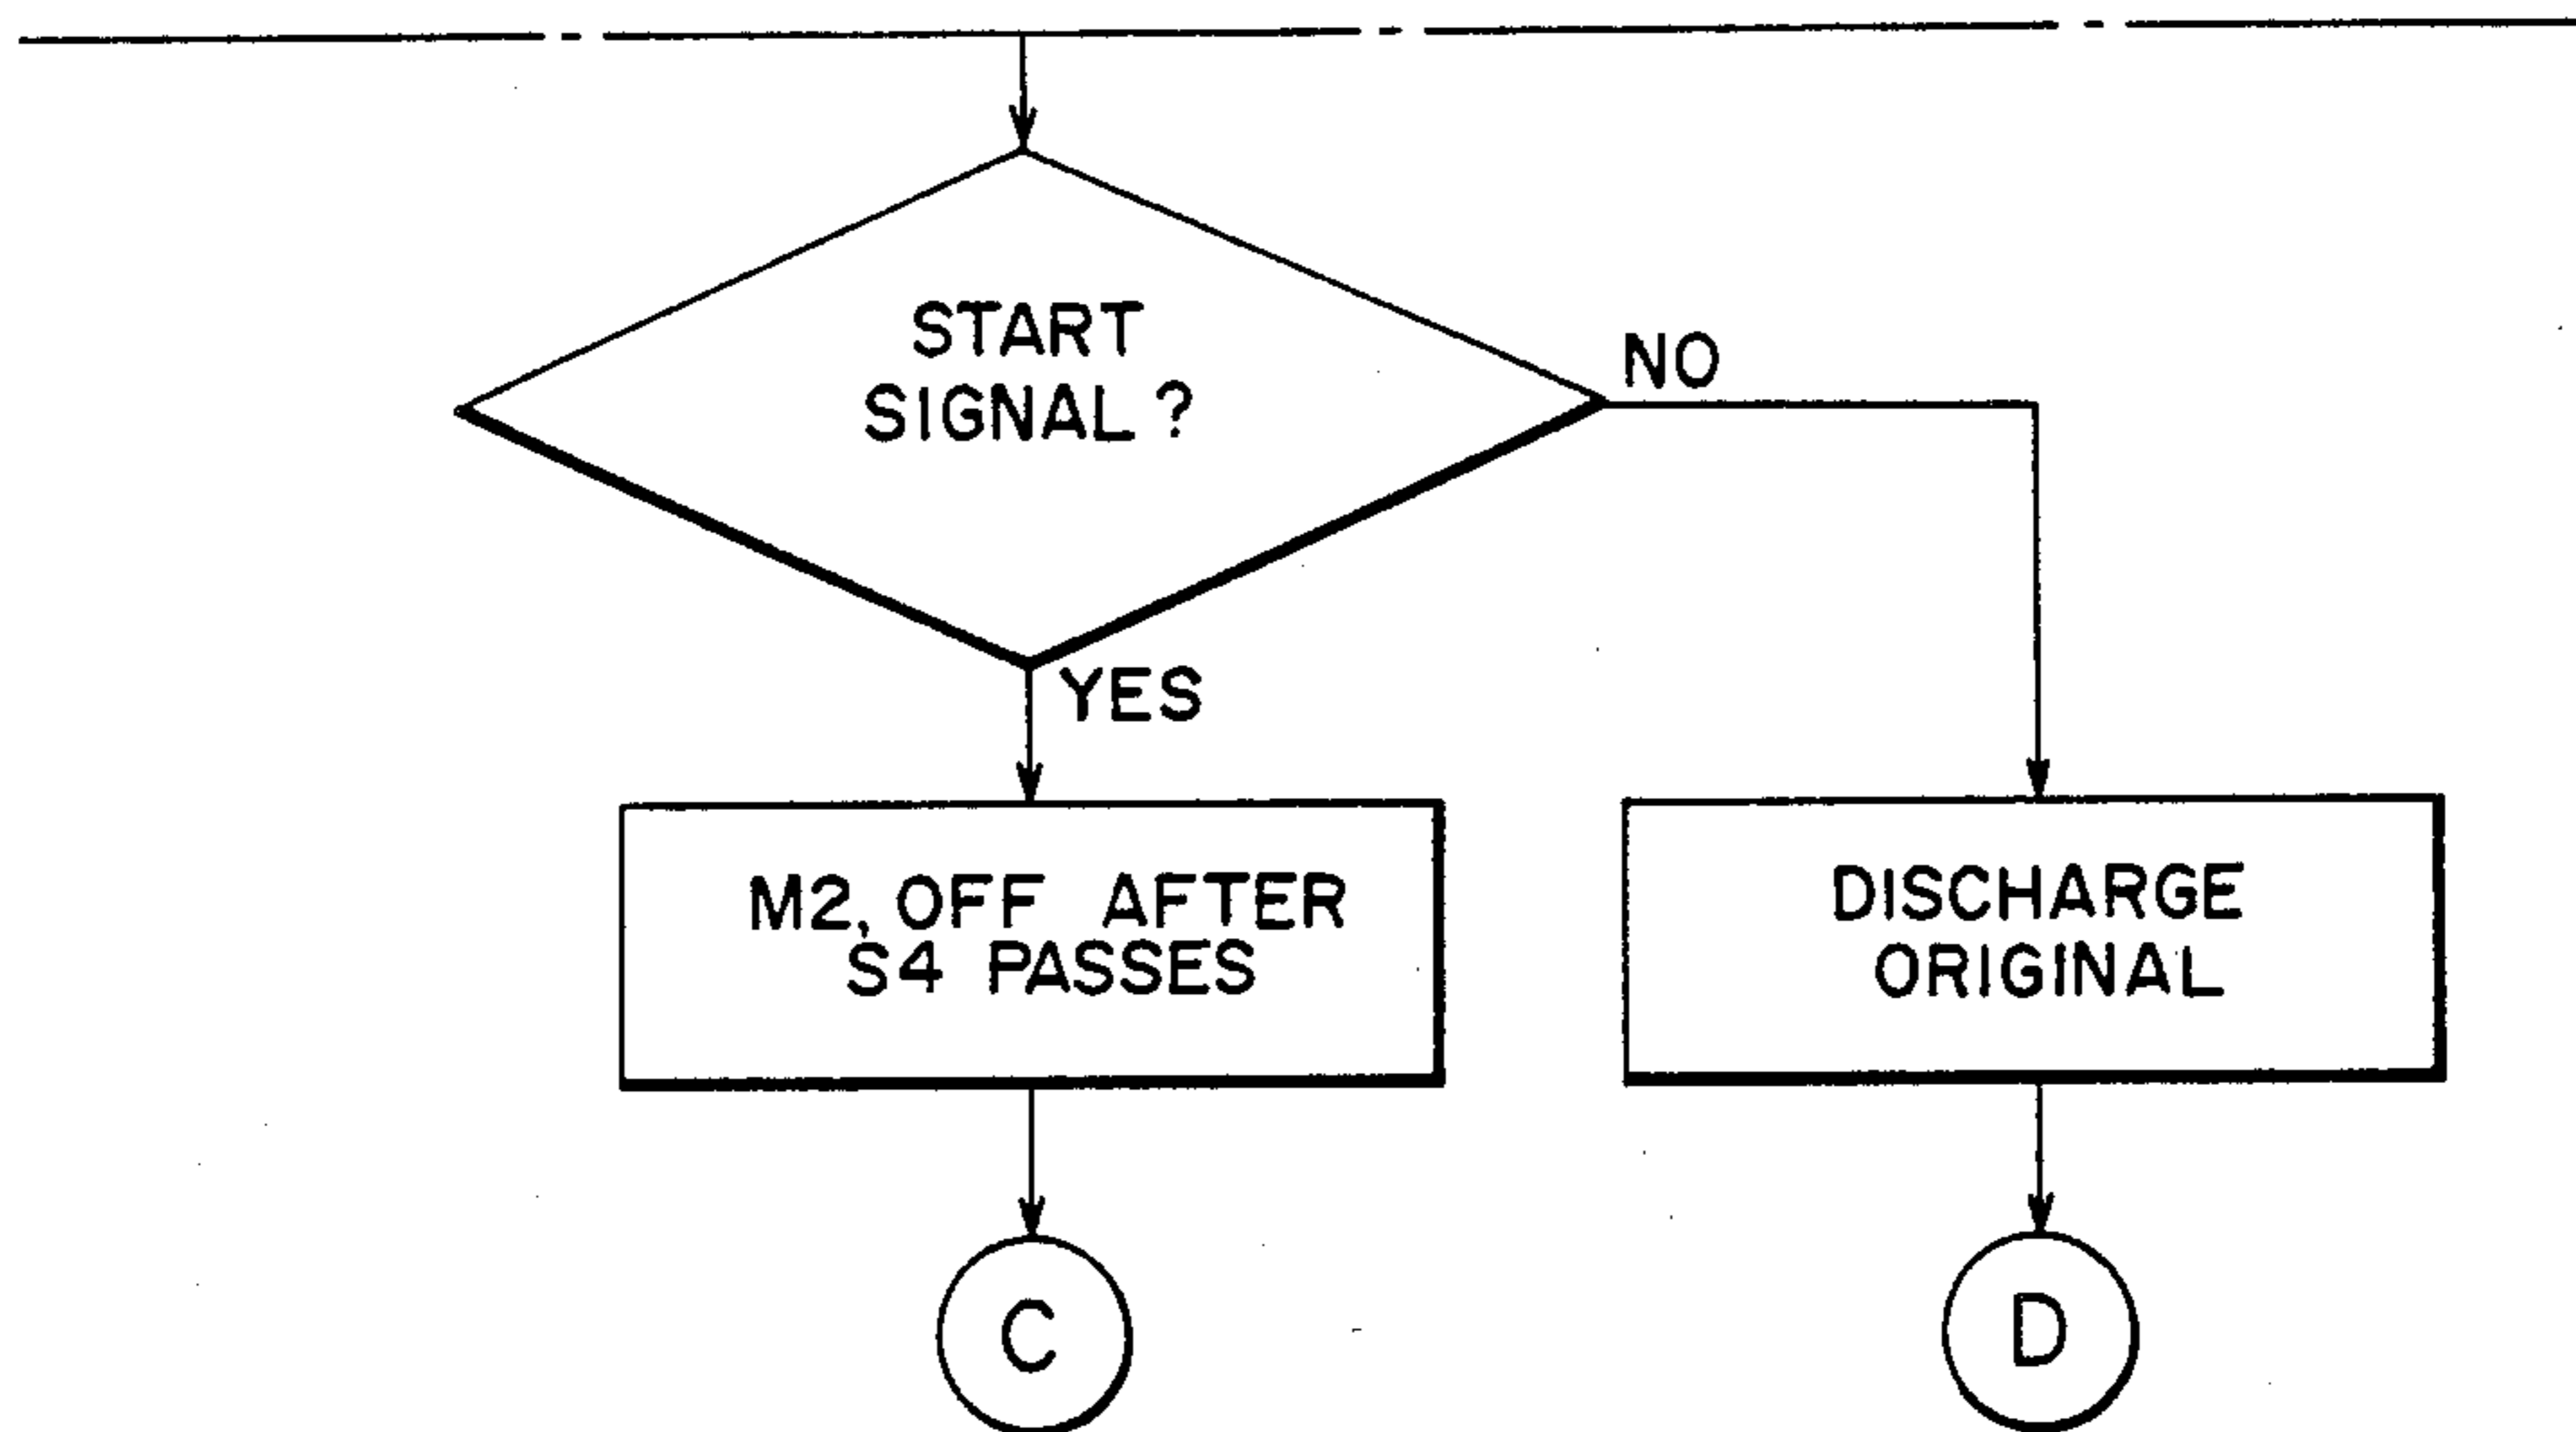 START
SIGNAL ?
NO
YES
M2, OFF AFTER
S4 PASSES
DISCHARGE
ORIGINAL
C
D